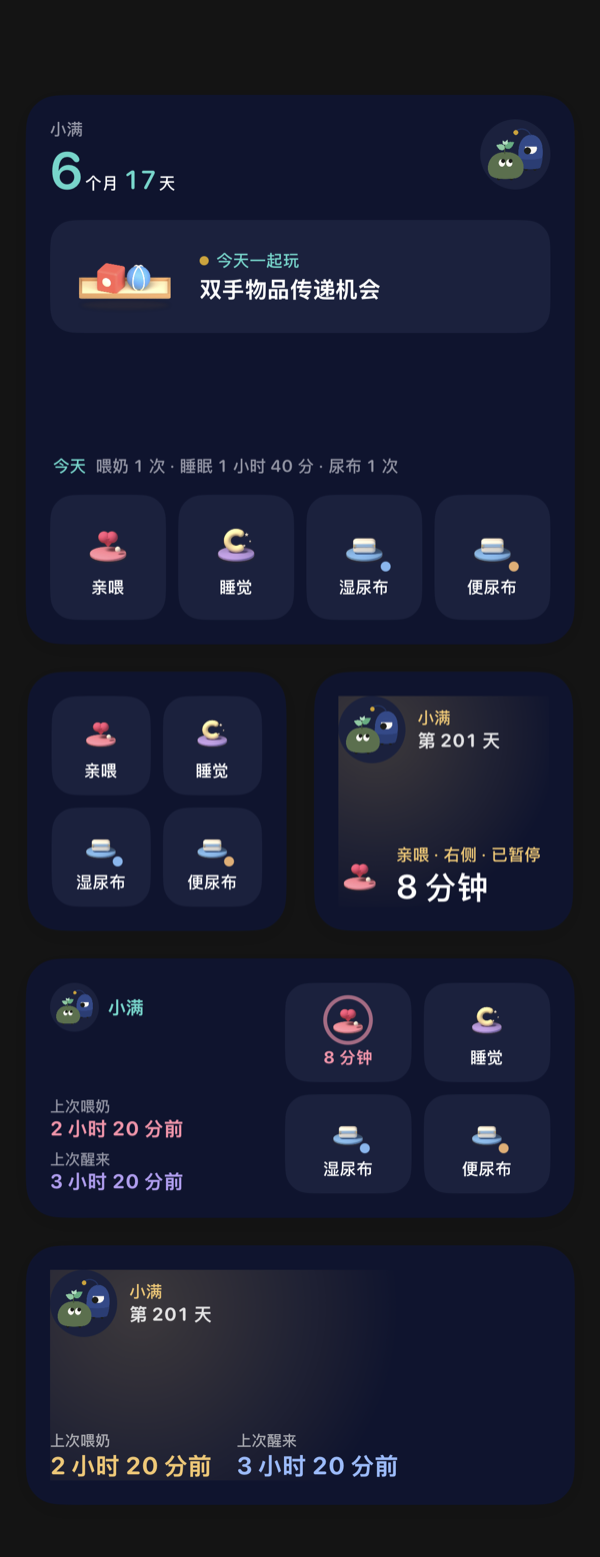 小满
6 个月 17 天
今天一起玩
双手物品传递机会
今天 喂奶 1 次 · 睡眠 1 小时 40 分 · 尿布 1 次
亲喂
睡觉
湿尿布
便尿布
亲喂
睡觉
湿尿布
便尿布
小满
第 201 天
亲喂 · 右侧 · 已暂停
8 分钟
小满
上次喂奶
2 小时 20 分前
上次醒来
3 小时 20 分前
8 分钟
睡觉
湿尿布
便尿布
小满
第 201 天
上次喂奶
2 小时 20 分前
上次醒来
3 小时 20 分前